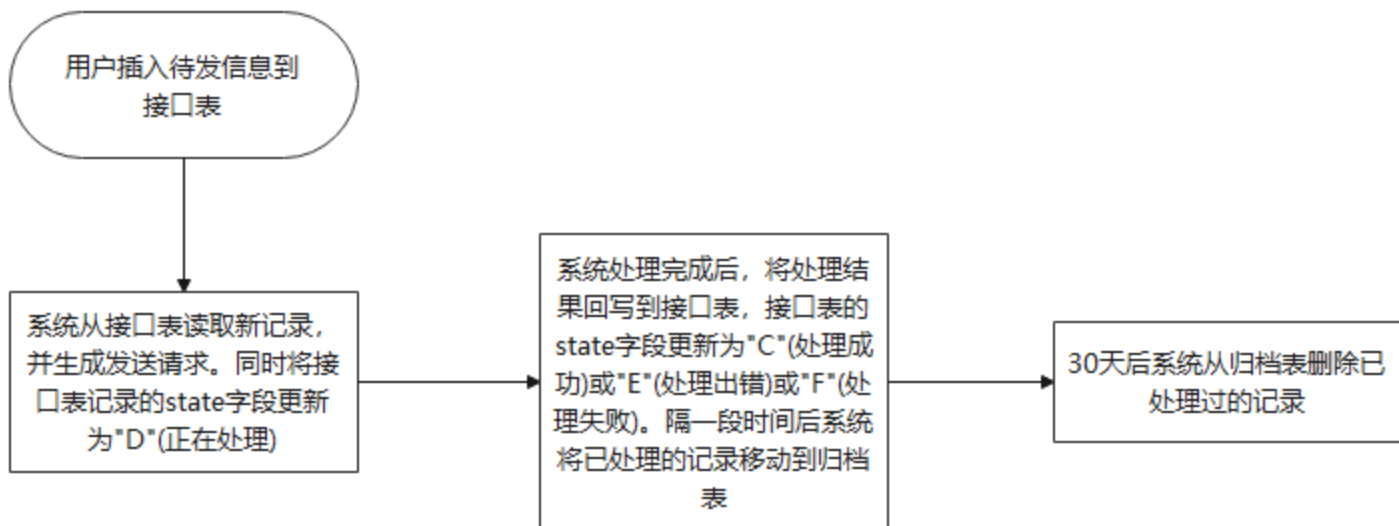 用户插入待发信息到
接口表
系统从接口表读取新记录，
并生成发送请求。同时将接
口表记录的state字段更新
为"D"(正在处理)
系统处理完成后，将处理结
果回写到接口表，接口表的
state字段更新为"C"(处理成
功)或"E"(处理出错)或"F"(处
理失败)。隔一段时间后系统
将已处理的记录移动到归档
表
30天后系统从归档表删除已
处理过的记录